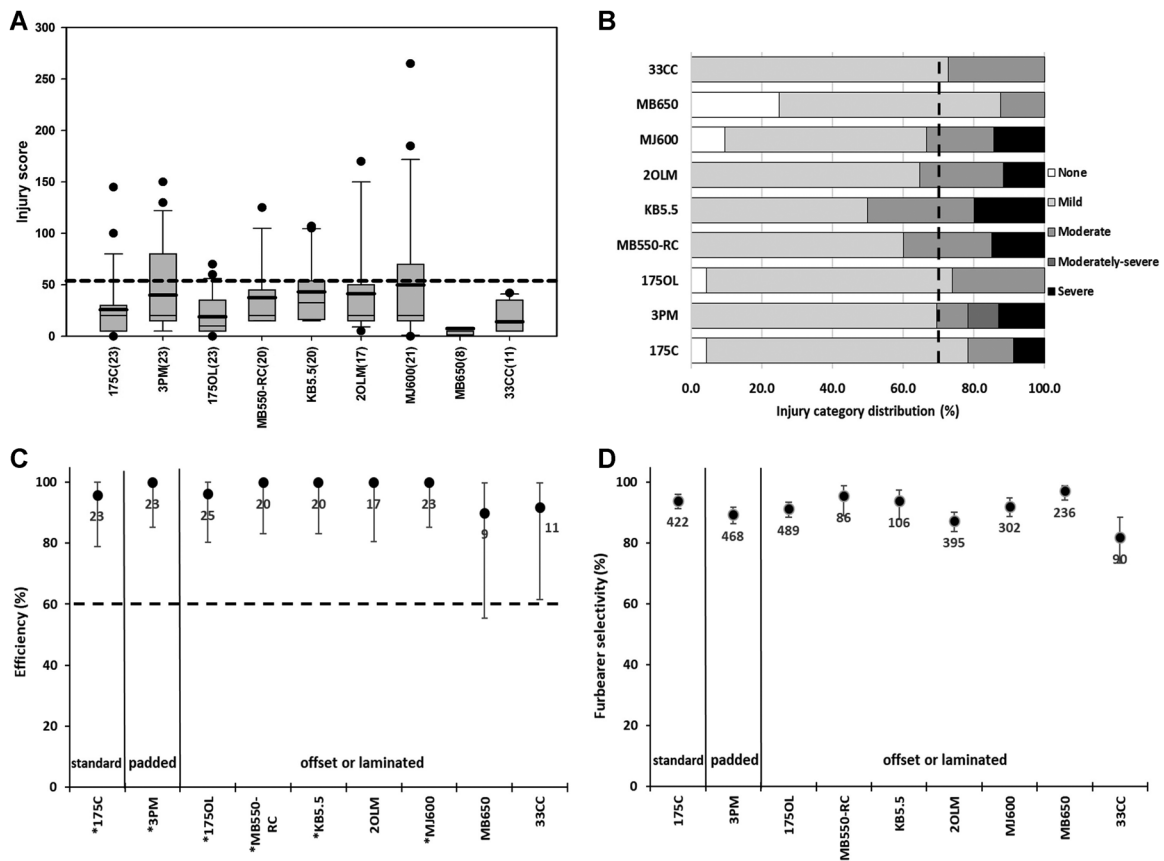 A
300
250
200
150
100
50
0
Injury score
175C(23)
3PM(23)
175OL(23)
MB550-RC(20)
KB5.5(20)
2OLM(17)
MJ600(21)
MB650(8)
33CC(11)
B
33CC
MB650
MJ600
2OLM
KB5.5
MB550-RC
175OL
3PM
175C
0.0 20.0 40.0 60.0 80.0 100.0
Injury category distribution (%)
None
Mild
Moderate
Moderately-severe
Severe
C
100
80
60
40
20
0
Efficiency (%)
23 23 25 20 20 17 23 9 11
standard padded offset or laminated
*175C
*3PM
*175OL
*MB550-
RC
*KB5.5
2OLM
*MJ600
MB650
33CC
D
100
80
60
40
20
0
Furbearer selectivity (%)
422 468 489 86 106 395 302 236 90
standard padded offset or laminated
175C
3PM
175OL
MB550-RC
KB5.5
2OLM
MJ600
MB650
33CC